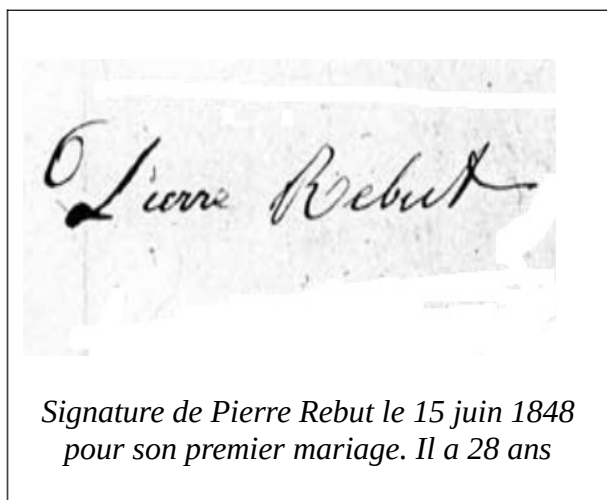 Pierre Rebut
Signature de Pierre Rebut le 15 juin 1848
pour son premier mariage. Il a 28 ans